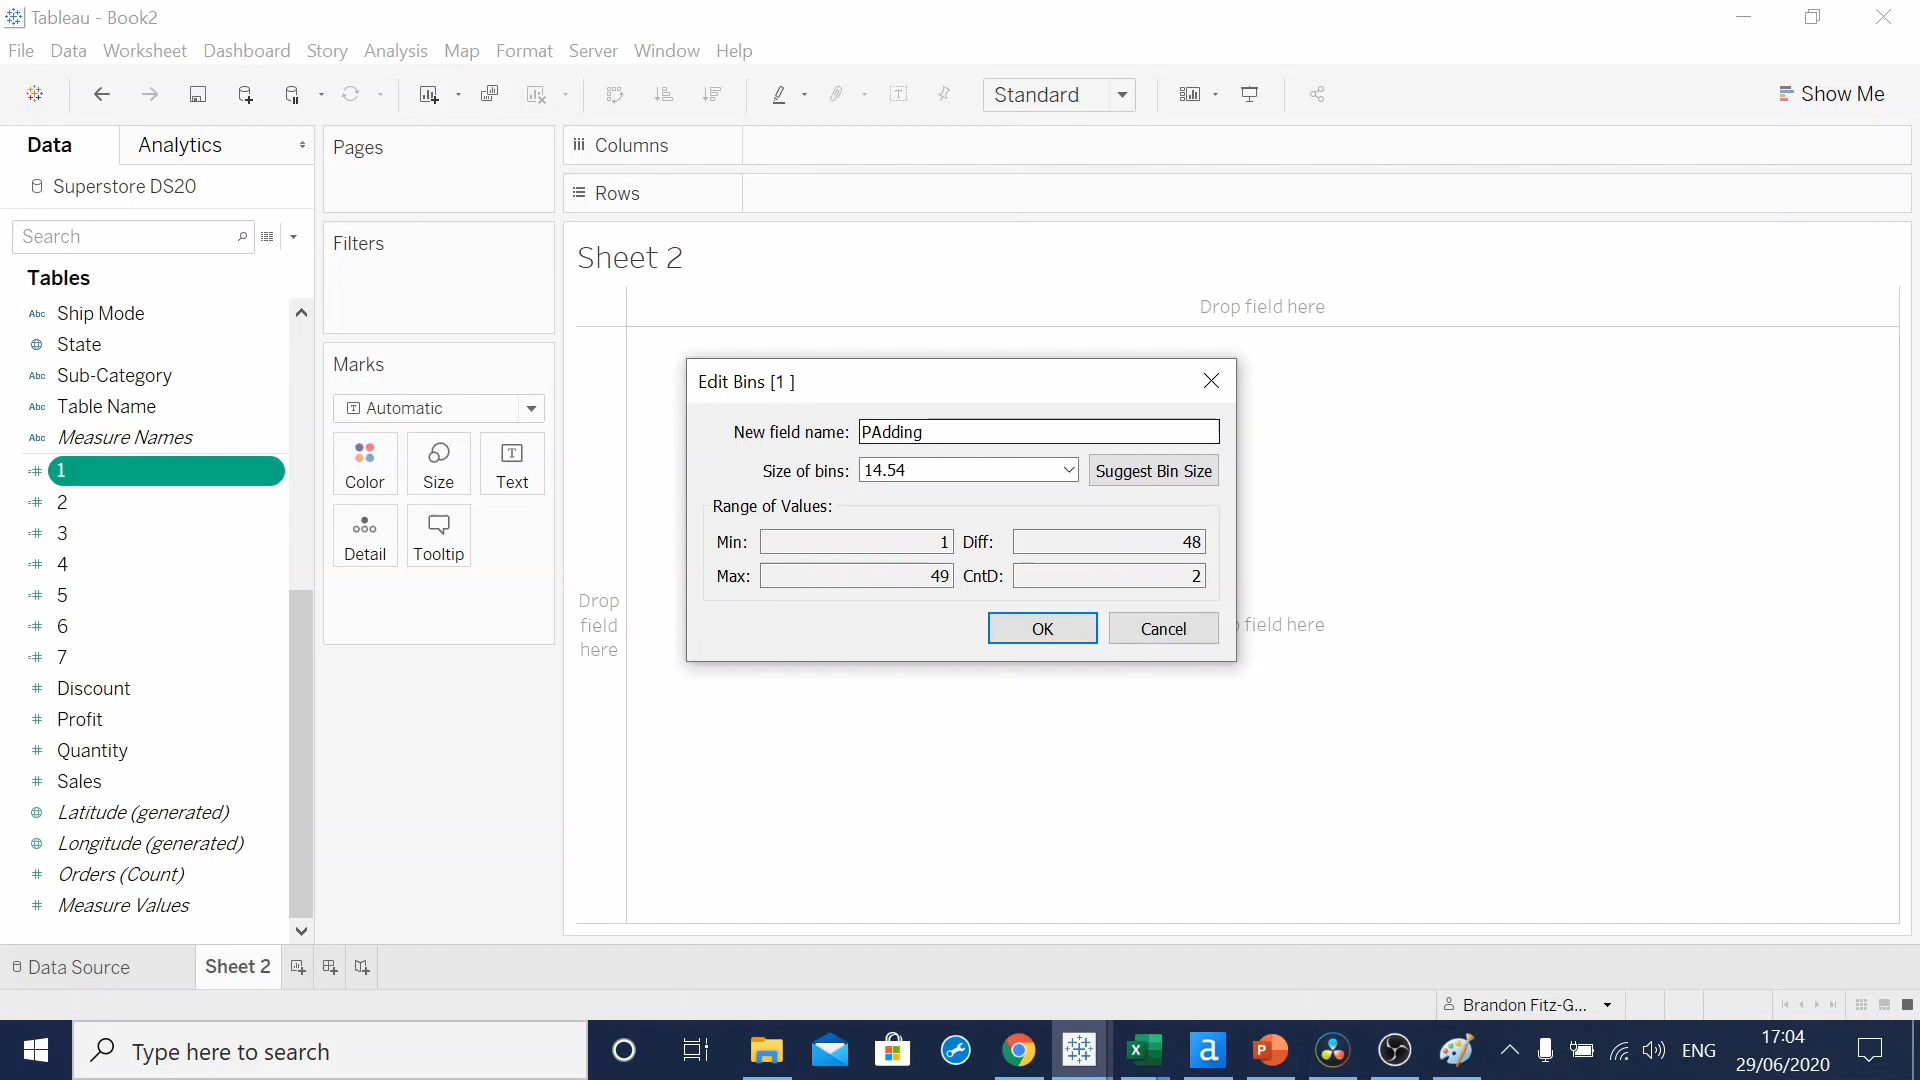 Tableau - Book2
File Data Worksheet Dashboard Story Analysis Map Format Server Window Help
Standard
Show Me
Data
Analytics
Superstore DS20
Search
Tables
Abc Ship Mode
State
Abc Sub-Category
Abc Table Name
Abc Measure Names
1
2
3
4
5
6
7
Discount
Profit
Quantity
Sales
Latitude (generated)
Longitude (generated)
Orders (Count)
Measure Values
Pages
Filters
Marks
Automatic
Color
Size
Text
Detail
Tooltip
Columns
Rows
Sheet 2
Drop field here
Drop
field
here
field here
Edit Bins [1 ]
New field name: PAdding
Size of bins: 14.54 Suggest Bin Size
Range of Values:
Min: 1 Diff: 48
Max: 49 CntD: 2
OK Cancel
Data Source
Sheet 2
Brandon Fitz-G...
Type here to search
ENG
17:04
29/06/2020